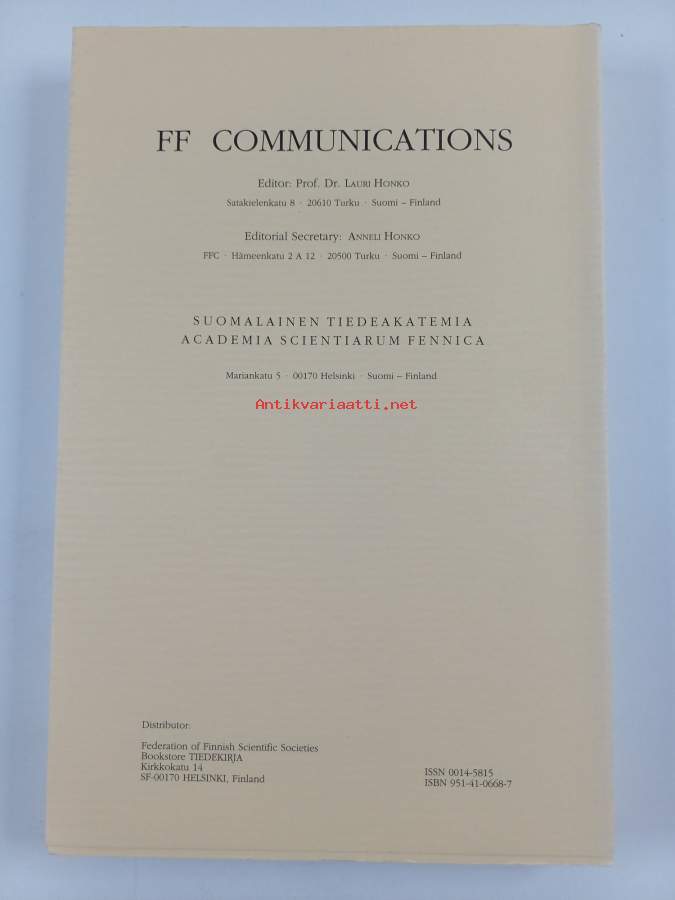 FF COMMUNICATIONS
Editor: Prof. Dr. LAURI HONKO
Satakielenkatu 8 · 20610 Turku · Suomi – Finland
Editorial Secretary: ANNELI HONKO
FFC · Hämeenkatu 2 A 12 · 20500 Turku · Suomi – Finland
SUOMALAINEN TIEDEAKATEMIA
ACADEMIA SCIENTIARUM FENNICA
Mariankatu 5 · 00170 Helsinki · Suomi – Finland
Antikvariaatti.net
Distributor:
Federation of Finnish Scientific Societies
Bookstore TIEDEKIRJA
Kirkkokatu 14
SF-00170 HELSINKI, Finland
ISSN 0014-5815
ISBN 951-41-0668-7